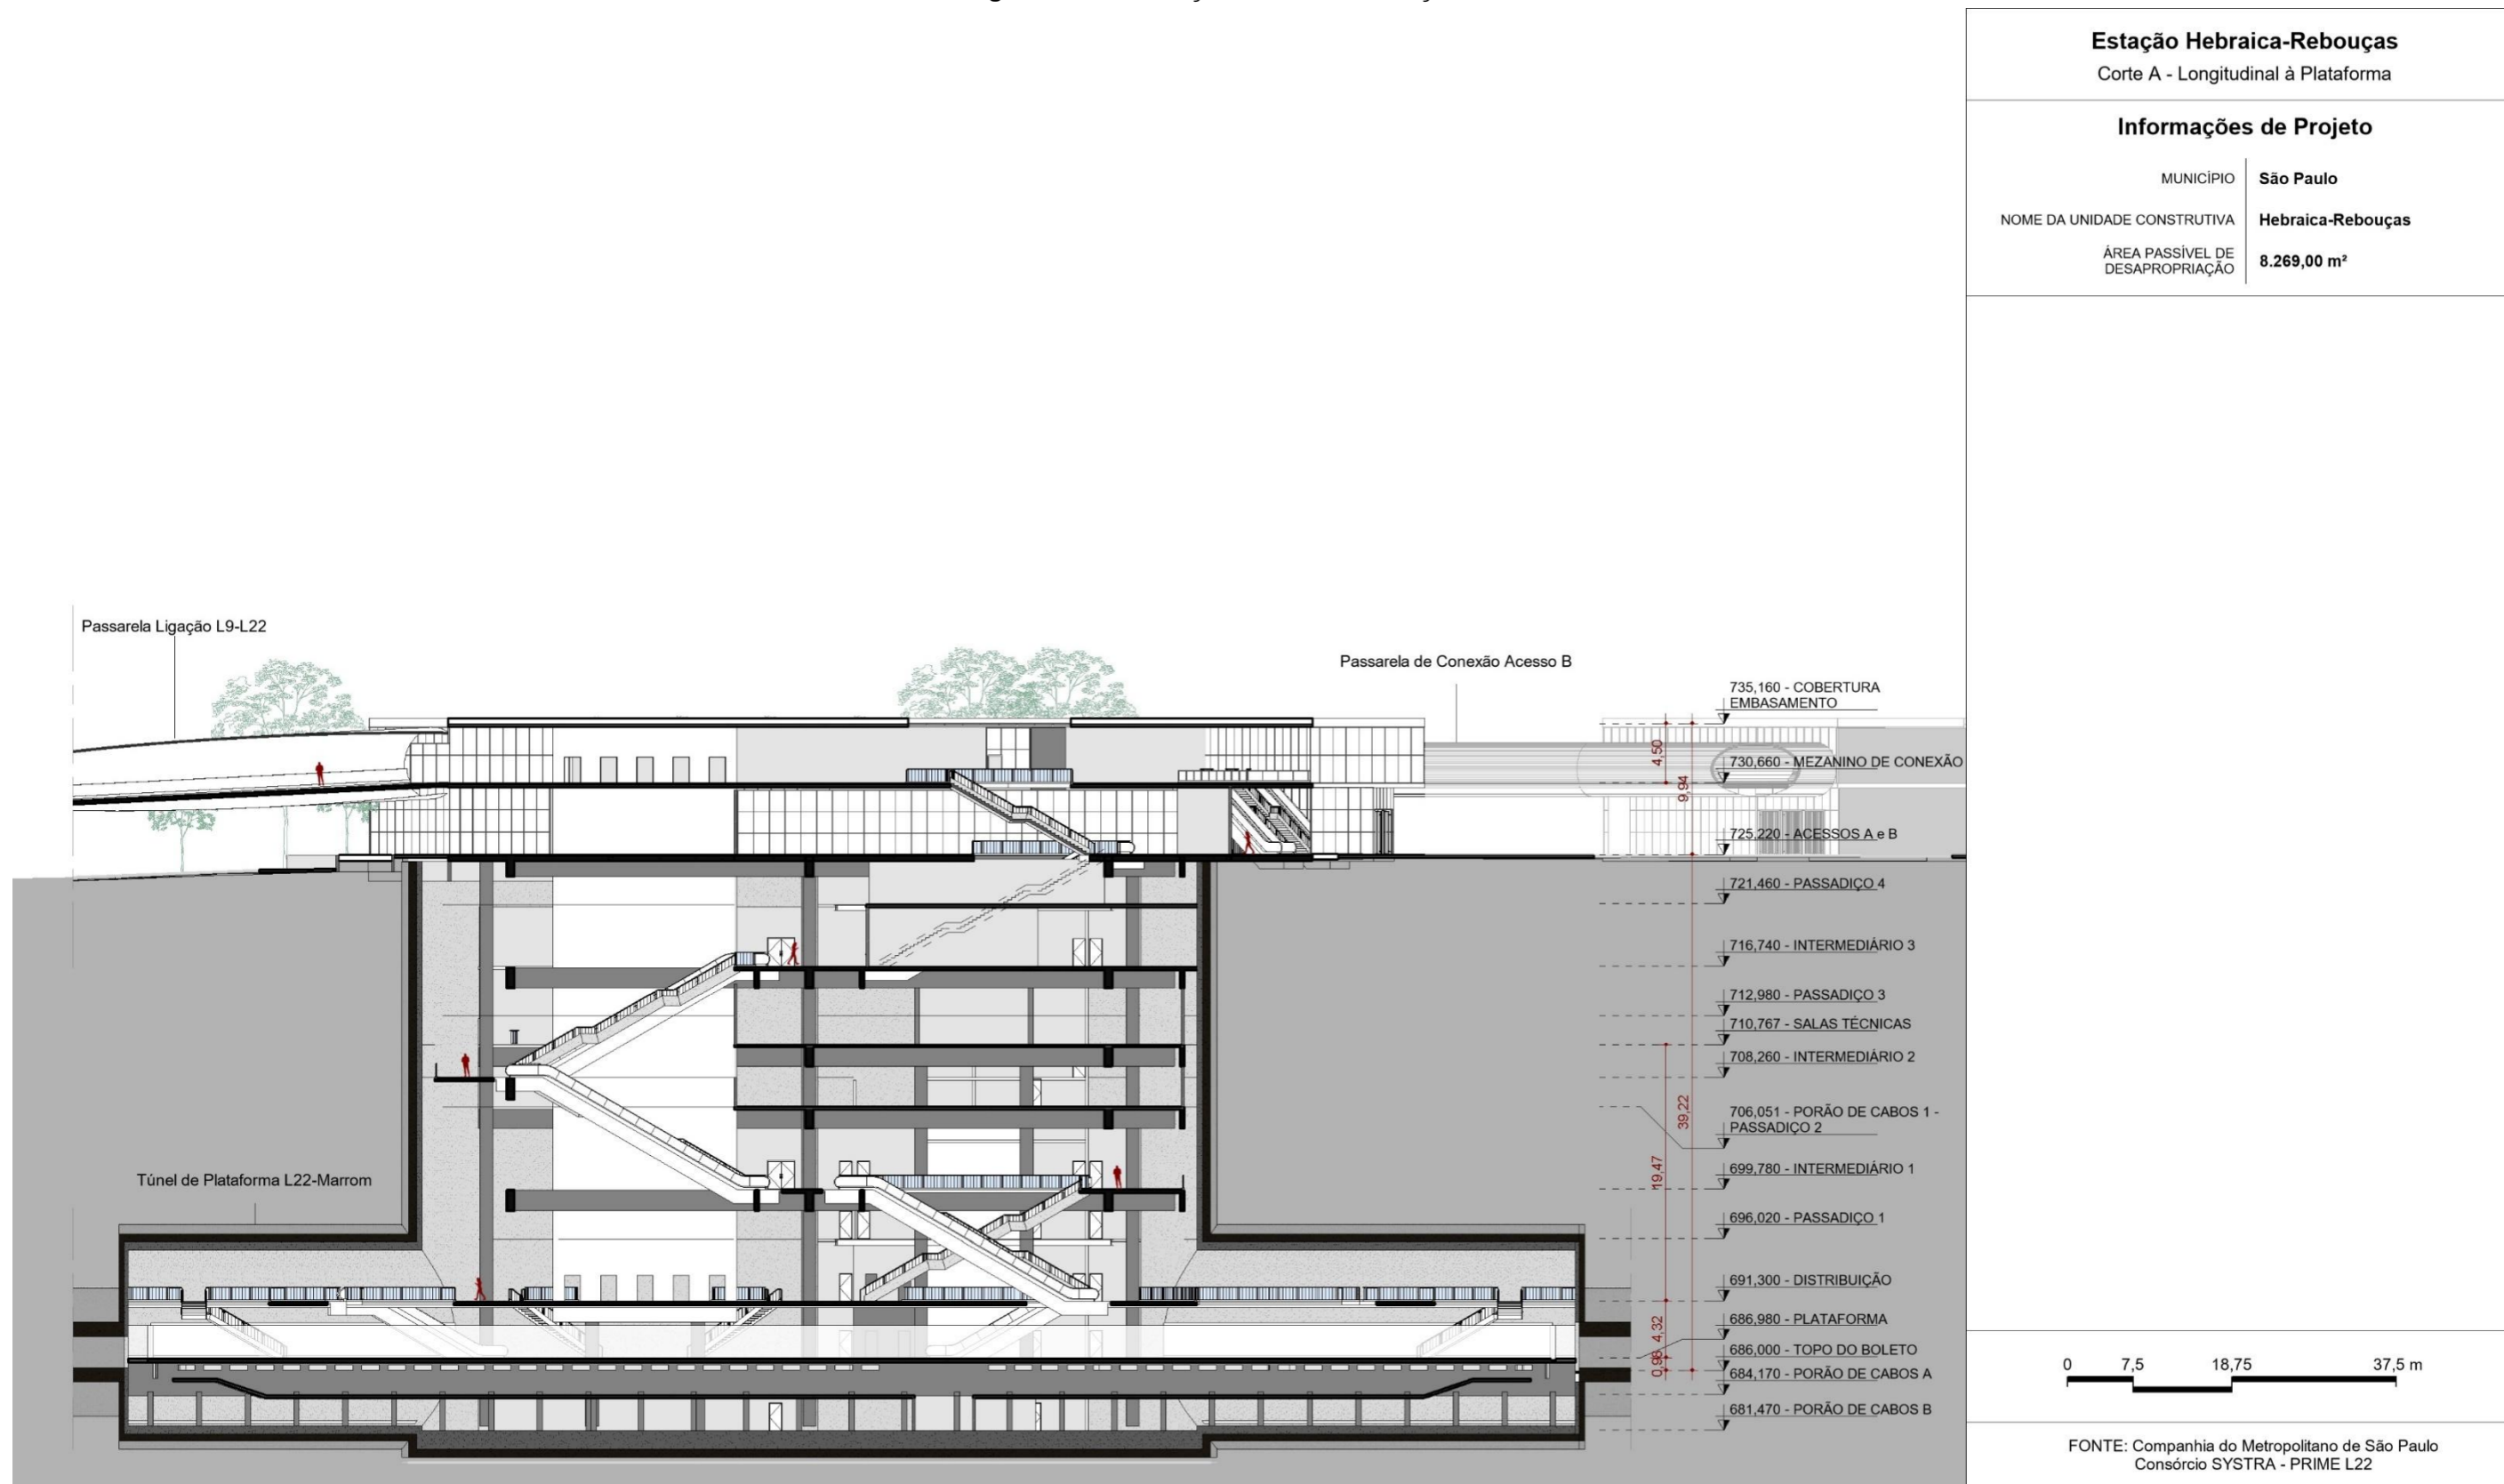 Estação Hebraica-Rebouças
Corte A - Longitudinal à Plataforma
Informações de Projeto
MUNICÍPIO
São Paulo
NOME DA UNIDADE CONSTRUTIVA
Hebraica-Rebouças
ÁREA PASSÍVEL DE
DESAPROPRIAÇÃO
8.269,00 m²
Passarela Ligação L9-L22
Passarela de Conexão Acesso B
735,160 - COBERTURA
EMBASAMENTO
4,50
730,660 - MEZANINO DE CONEXÃO
9,94
725,220 - ACESSOS A e B
721,460 - PASSADIÇO 4
716,740 - INTERMEDIÁRIO 3
712,980 - PASSADIÇO 3
710,767 - SALAS TÉCNICAS
708,260 - INTERMEDIÁRIO 2
706,051 - PORÃO DE CABOS 1 -
PASSADIÇO 2
39,22
19,47
699,780 - INTERMEDIÁRIO 1
Túnel de Plataforma L22-Marrom
696,020 - PASSADIÇO 1
691,300 - DISTRIBUIÇÃO
4,32
686,980 - PLATAFORMA
0,98
686,000 - TOPO DO BOLETO
684,170 - PORÃO DE CABOS A
681,470 - PORÃO DE CABOS B
0 7,5 18,75 37,5 m
FONTE: Companhia do Metropolitano de São Paulo
Consórcio SYSTRA - PRIME L22